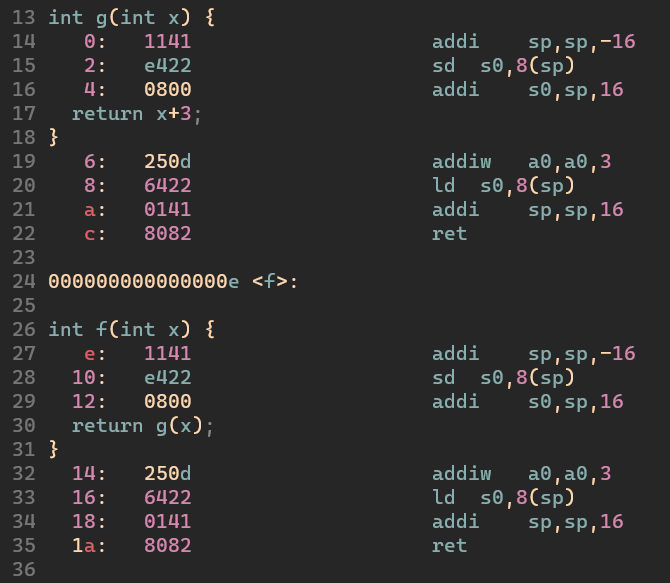 13 int g(int x) {
14    0:   1141                    addi    sp,sp,-16
15    2:   e422                    sd  s0,8(sp)
16    4:   0800                    addi    s0,sp,16
17   return x+3;
18 }
19    6:   250d                    addiw   a0,a0,3
20    8:   6422                    ld  s0,8(sp)
21    a:   0141                    addi    sp,sp,16
22    c:   8082                    ret
23
24 000000000000000e <f>:
25
26 int f(int x) {
27    e:   1141                    addi    sp,sp,-16
28   10:   e422                    sd  s0,8(sp)
29   12:   0800                    addi    s0,sp,16
30   return g(x);
31 }
32   14:   250d                    addiw   a0,a0,3
33   16:   6422                    ld  s0,8(sp)
34   18:   0141                    addi    sp,sp,16
35   1a:   8082                    ret
36